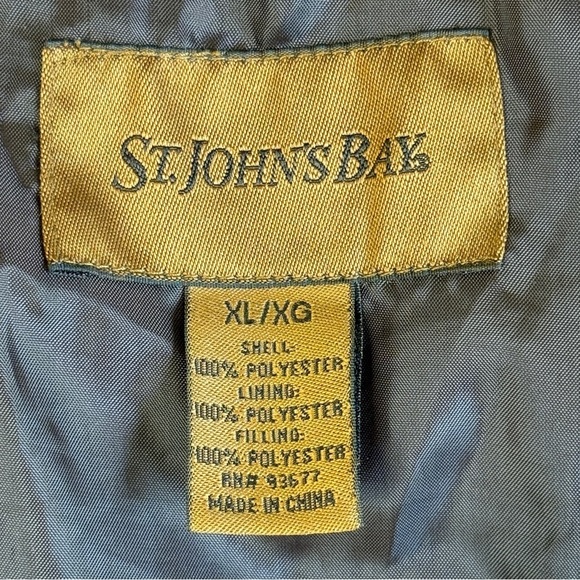 ST. JOHN'S BAY®
XL/XG
SHELL:
100% POLYESTER
LINING:
100% POLYESTER
FILLING:
100% POLYESTER
RN# 93677
MADE IN CHINA